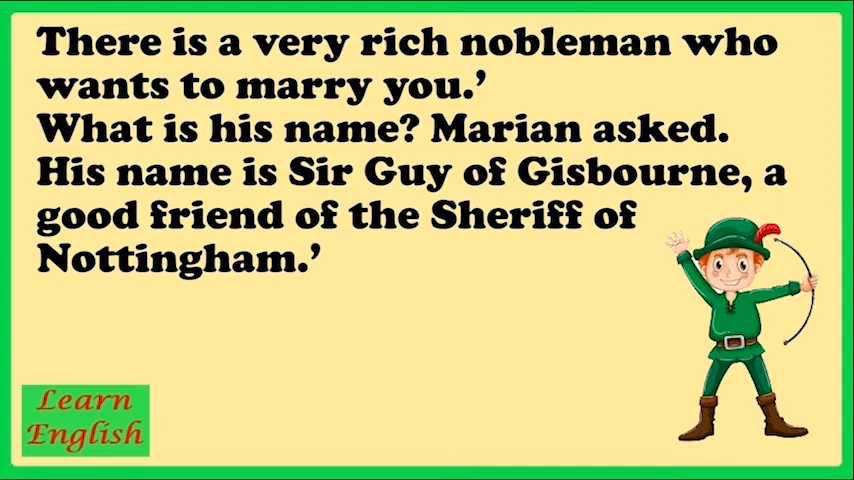 There is a very rich nobleman who
wants to marry you.’
What is his name? Marian asked.
His name is Sir Guy of Gisbourne, a
good friend of the Sheriff of
Nottingham.’
Learn
English